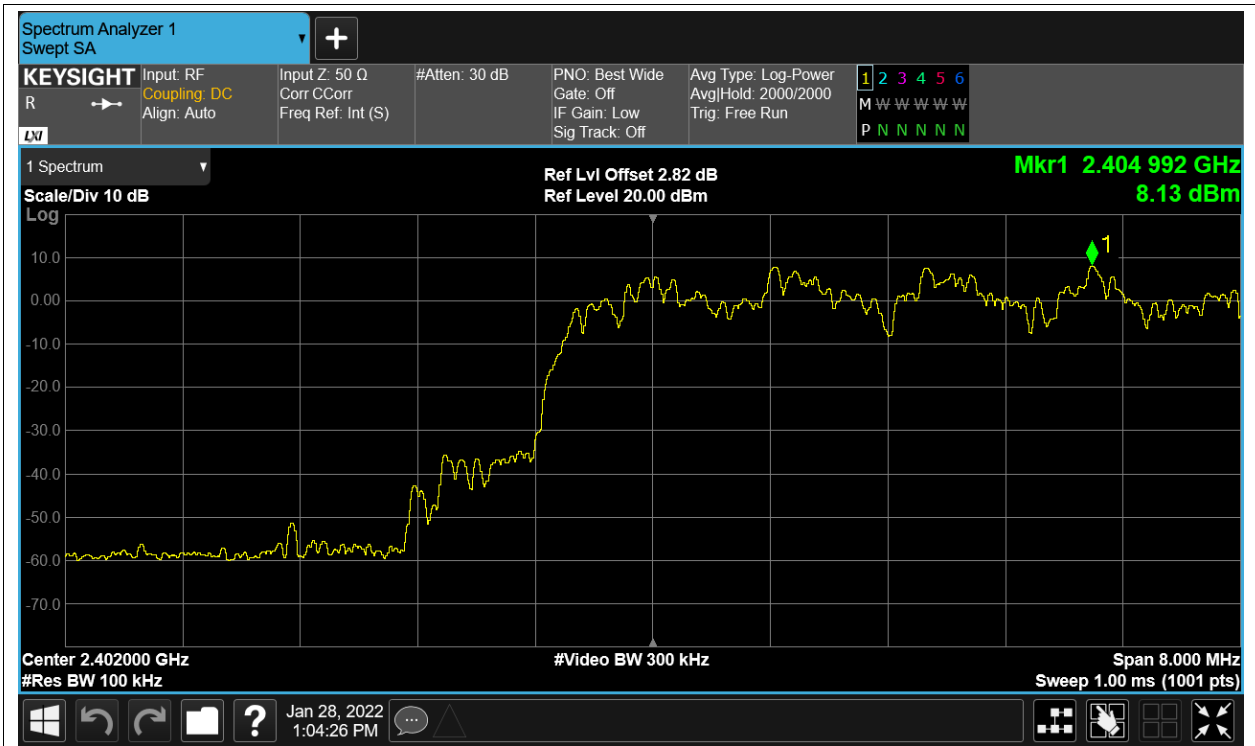 Spectrum Analyzer 1
Swept SA
+
KEYSIGHT
R
LXI
Input: RF
Coupling: DC
Align: Auto
Input Z: 50 Ω
Corr CCorr
Freq Ref: Int (S)
#Atten: 30 dB
PNO: Best Wide
Gate: Off
IF Gain: Low
Sig Track: Off
Avg Type: Log-Power
Avg|Hold: 2000/2000
Trig: Free Run
1 2 3 4 5 6
M W W W W W
P N N N N N
1 Spectrum
Scale/Div 10 dB
Ref Lvl Offset 2.82 dB
Ref Level 20.00 dBm
Mkr1 2.404 992 GHz
8.13 dBm
Log
1
10.0
0.00
-10.0
-20.0
-30.0
-40.0
-50.0
-60.0
-70.0
Center 2.402000 GHz
#Video BW 300 kHz
Span 8.000 MHz
#Res BW 100 kHz
Sweep 1.00 ms (1001 pts)
?
Jan 28, 2022
1:04:26 PM